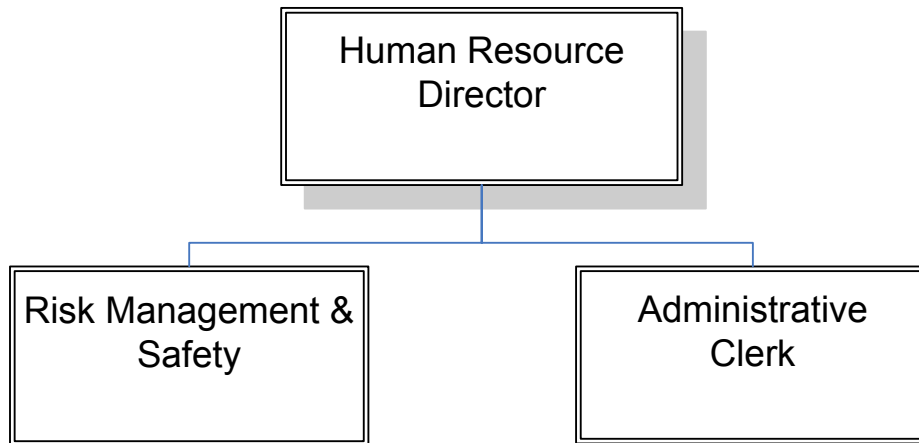 Human Resource
Director
Risk Management &
Safety
Administrative
Clerk